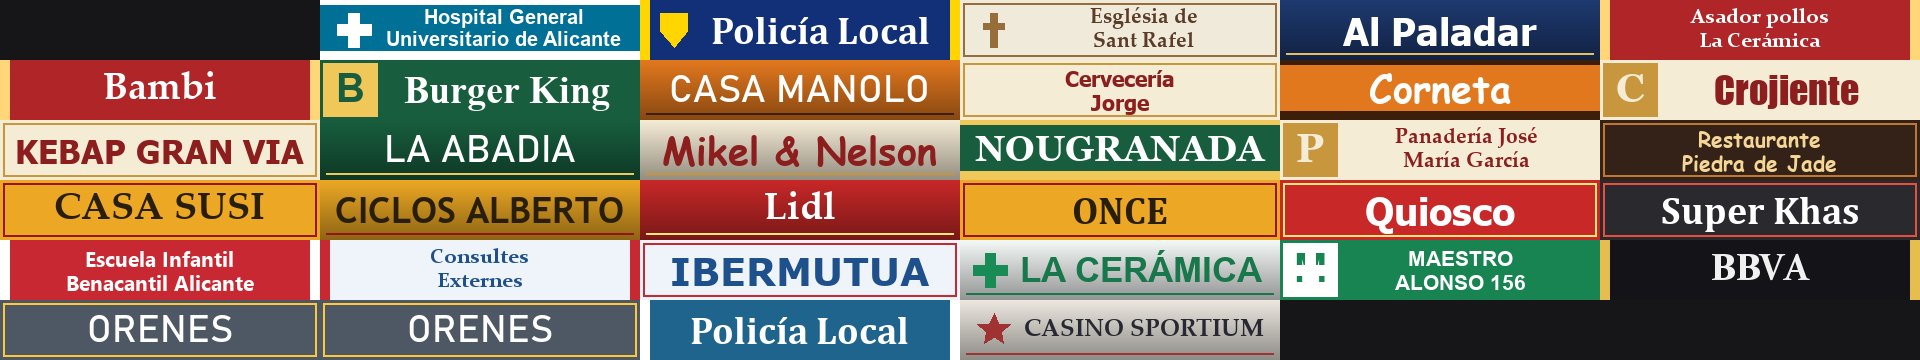 Hospital General
Universitario de Alicante
Policía Local
Església de
Sant Rafel
Al Paladar
Asador pollos
La Cerámica
Bambi
B
Burger King
CASA MANOLO
Cervecería
Jorge
Corneta
C
Crojiente
KEBAP GRAN VIA
LA ABADIA
Mikel & Nelson
NOUGRANADA
P
Panadería José
María García
Restaurante
Piedra de Jade
CASA SUSI
CICLOS ALBERTO
Lidl
ONCE
Quiosco
Super Khas
Escuela Infantil
Benacantil Alicante
Consultes
Externes
IBERMUTUA
LA CERÁMICA
MAESTRO
ALONSO 156
BBVA
ORENES
ORENES
Policía Local
CASINO SPORTIUM